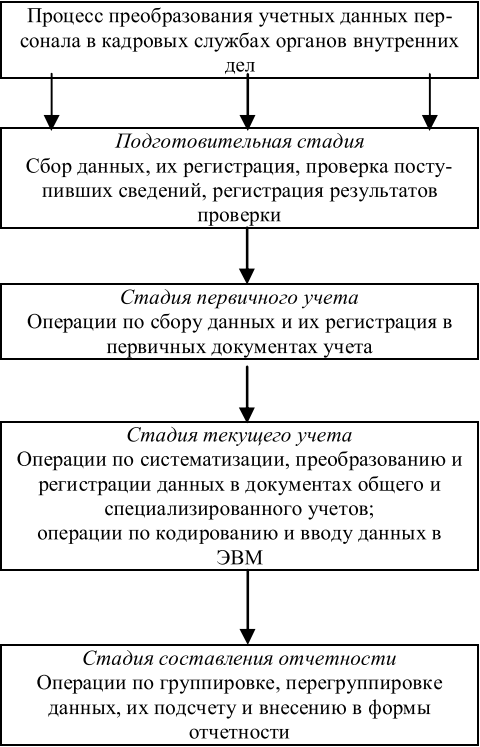 Процесс преобразования учетных данных пер-
сонала в кадровых службах органов внутренних
дел
Подготовительная стадия
Сбор данных, их регистрация, проверка посту-
пивших сведений, регистрация результатов
проверки
Стадия первичного учета
Операции по сбору данных и их регистрация в
первичных документах учета
Стадия текущего учета
Операции по систематизации, преобразованию и
регистрации данных в документах общего и
специализированного учетов;
операции по кодированию и вводу данных в
ЭВМ
Стадия составления отчетности
Операции по группировке, перегруппировке
данных, их подсчету и внесению в формы
отчетности